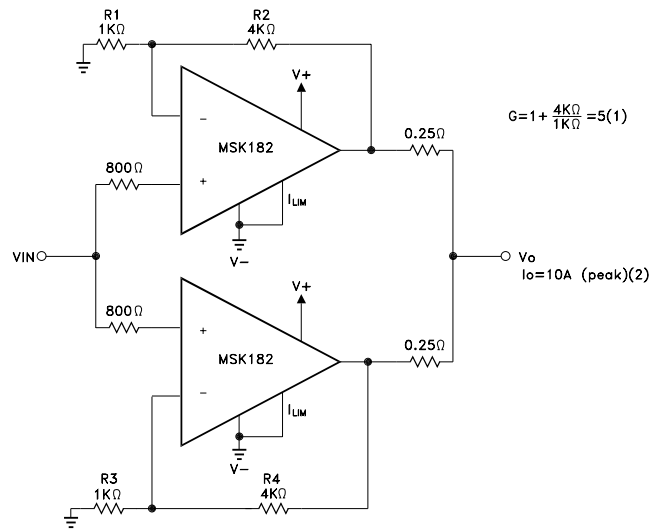 R1
1KΩ
R2
4KΩ
V+
G=1+ 4KΩ/1KΩ =5(1)
0.25Ω
–
MSK182
800Ω
+
ILIM
V–
VIN
Vo
Io=10A (peak)(2)
V+
800Ω
+
0.25Ω
MSK182
–
ILIM
V–
R3
1KΩ
R4
4KΩ